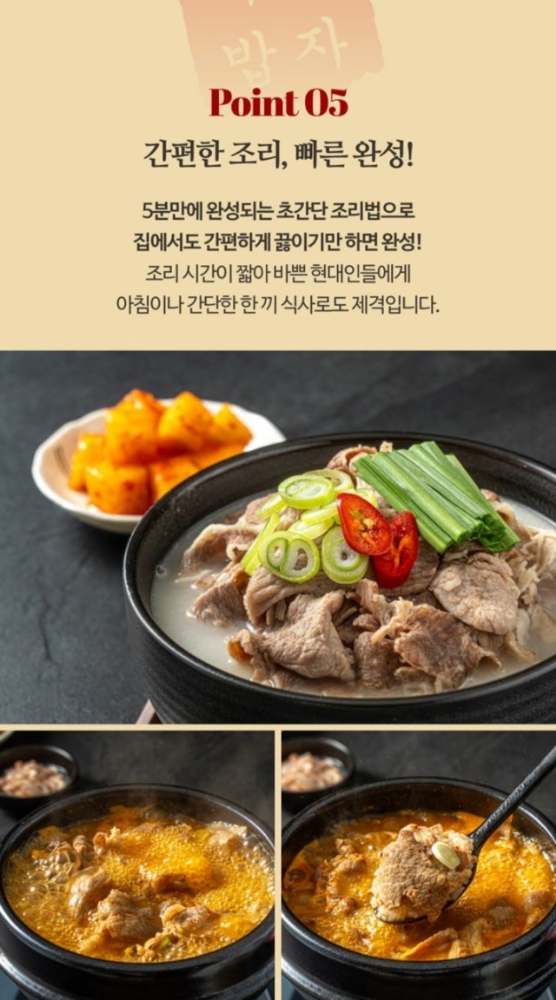 밥 자
Point 05
간편한 조리, 빠른 완성!
5분만에 완성되는 초간단 조리법으로
집에서도 간편하게 끓이기만 하면 완성!
조리 시간이 짧아 바쁜 현대인들에게
아침이나 간단한 한 끼 식사로도 제격입니다.